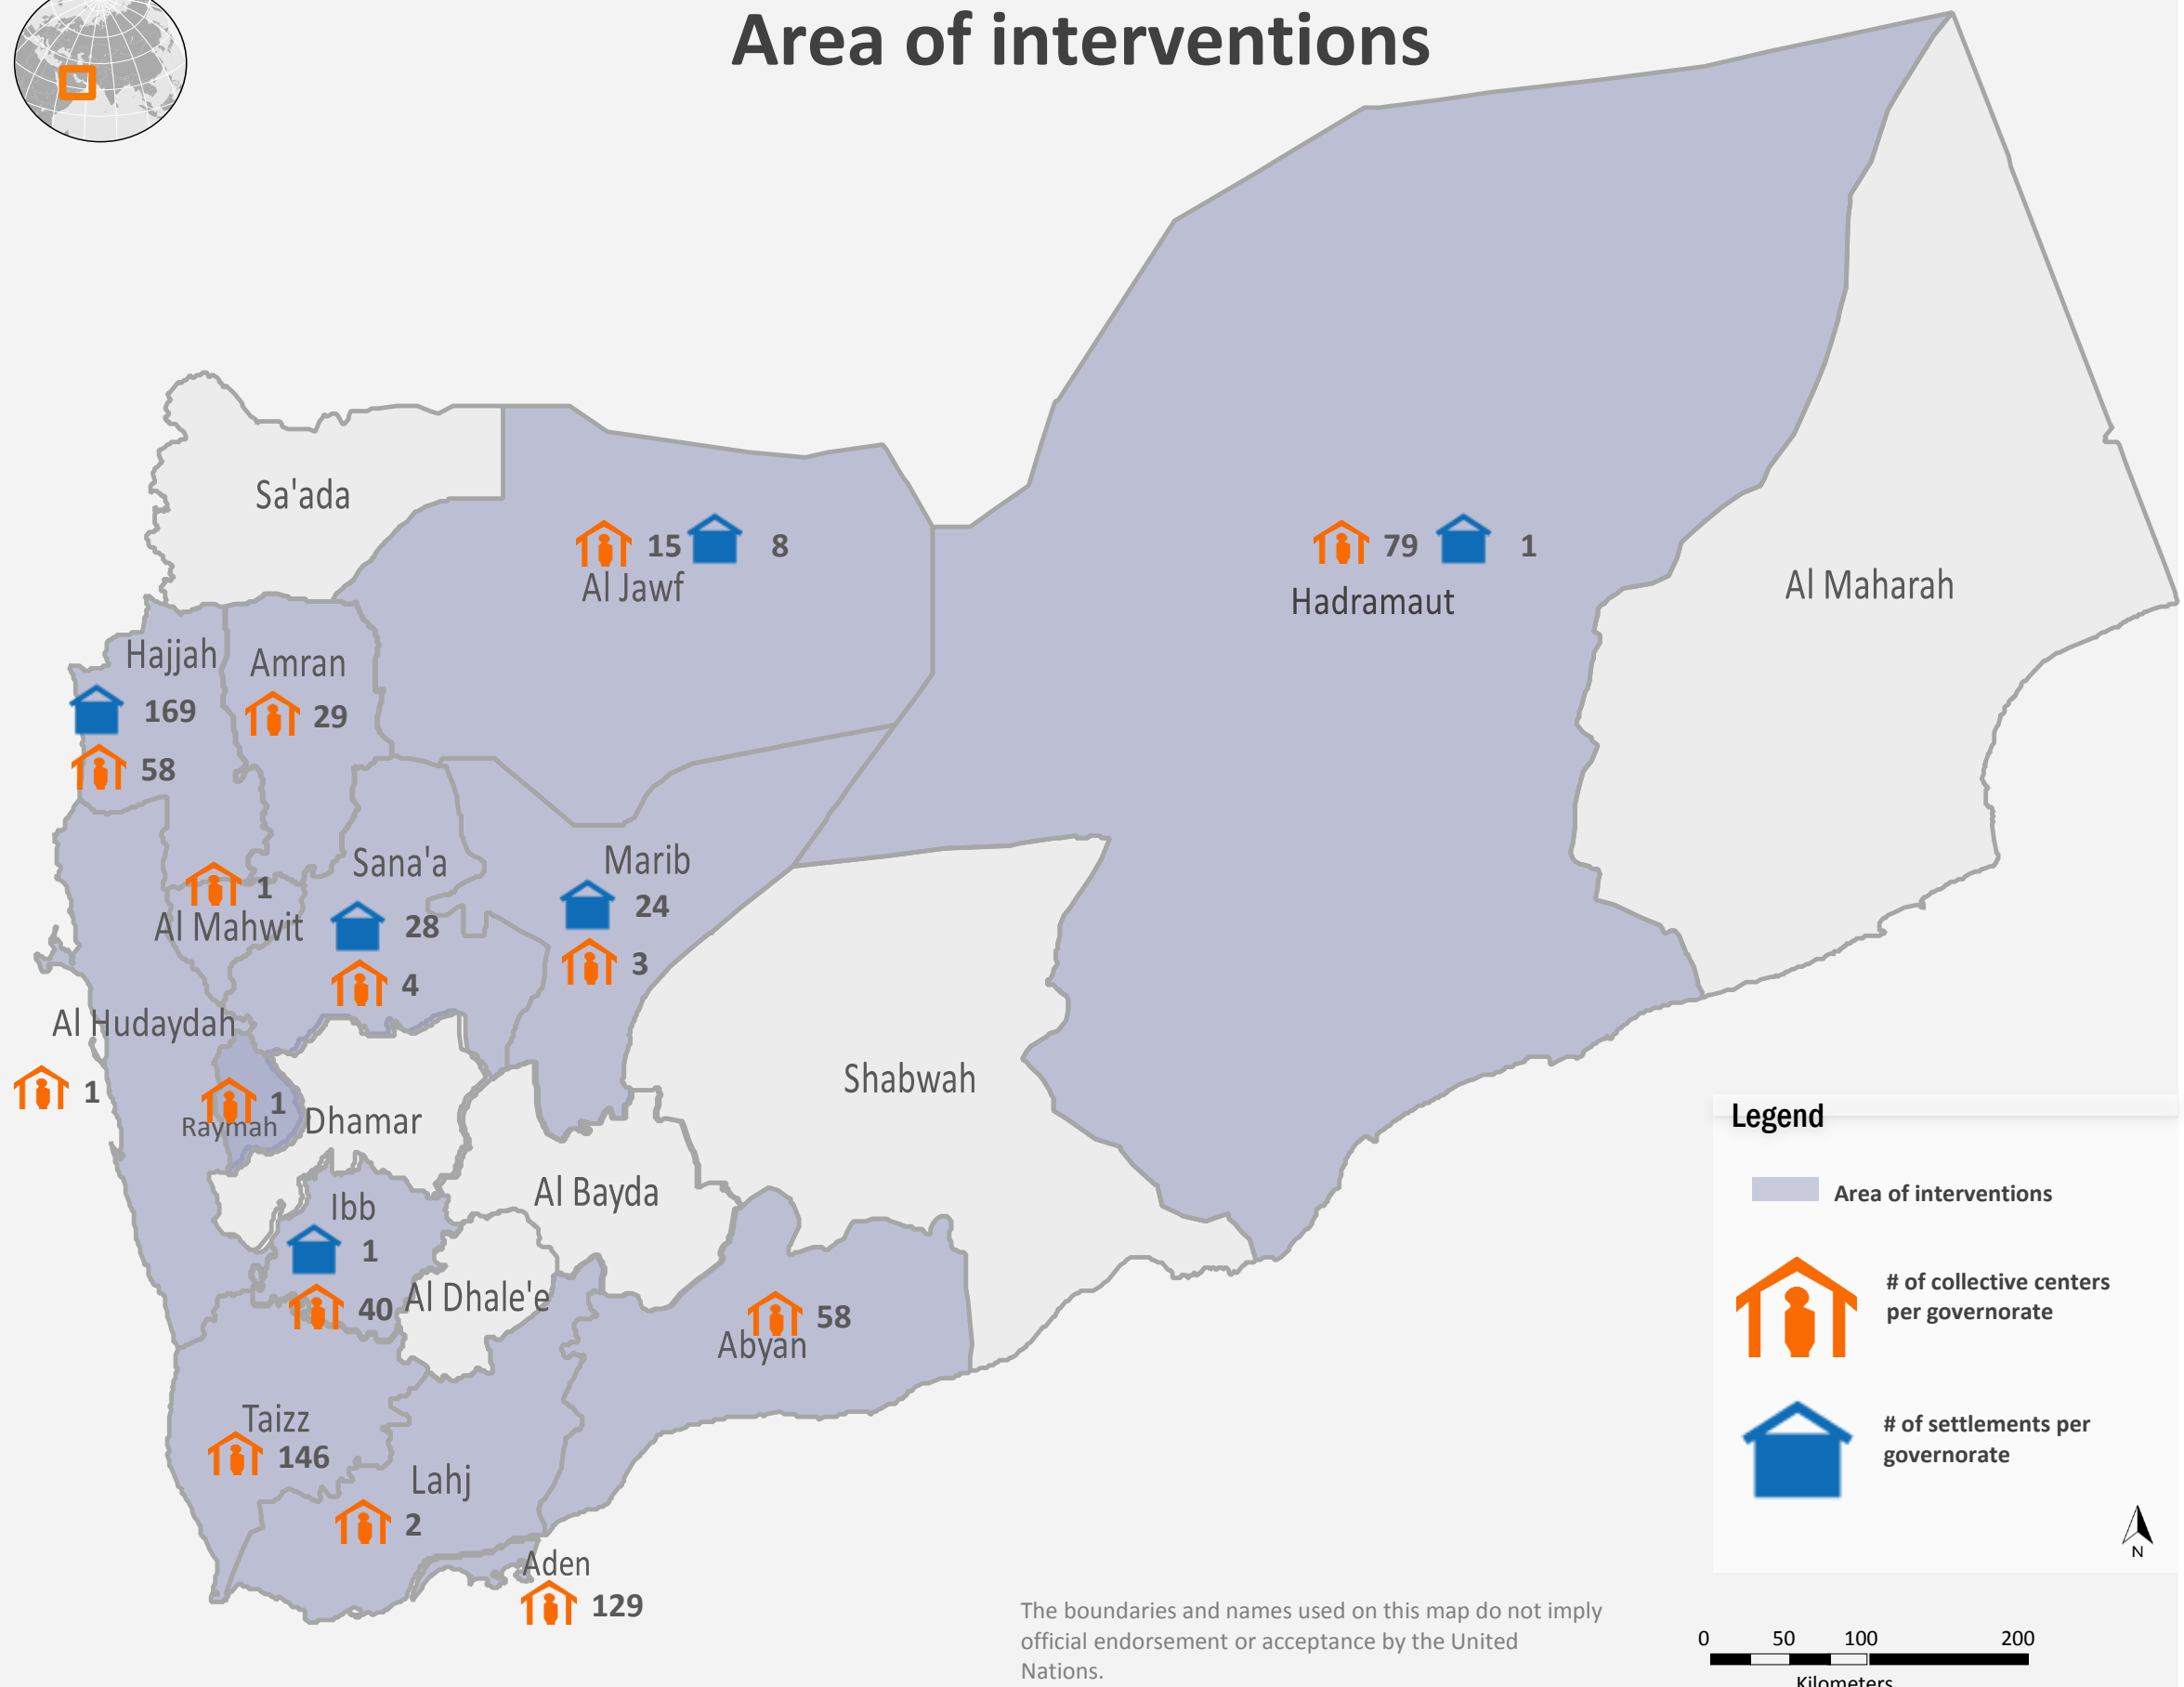 Area of interventions
Sa'ada
15
8
Al Jawf
79
1
Hadramaut
Al Maharah
Hajjah
169
58
Amran
29
Sana'a
28
4
Marib
24
3
1
Al Mahwit
Al Hudaydah
1
1
Raymah
Dhamar
Shabwah
Al Bayda
Ibb
1
40
Al Dhale'e
58
Abyan
Taizz
146
Lahj
2
Aden
129
Legend
Area of interventions
# of collective centers
per governorate
# of settlements per
governorate
N
The boundaries and names used on this map do not imply
official endorsement or acceptance by the United
Nations.
0 50 100 200
Kilometers